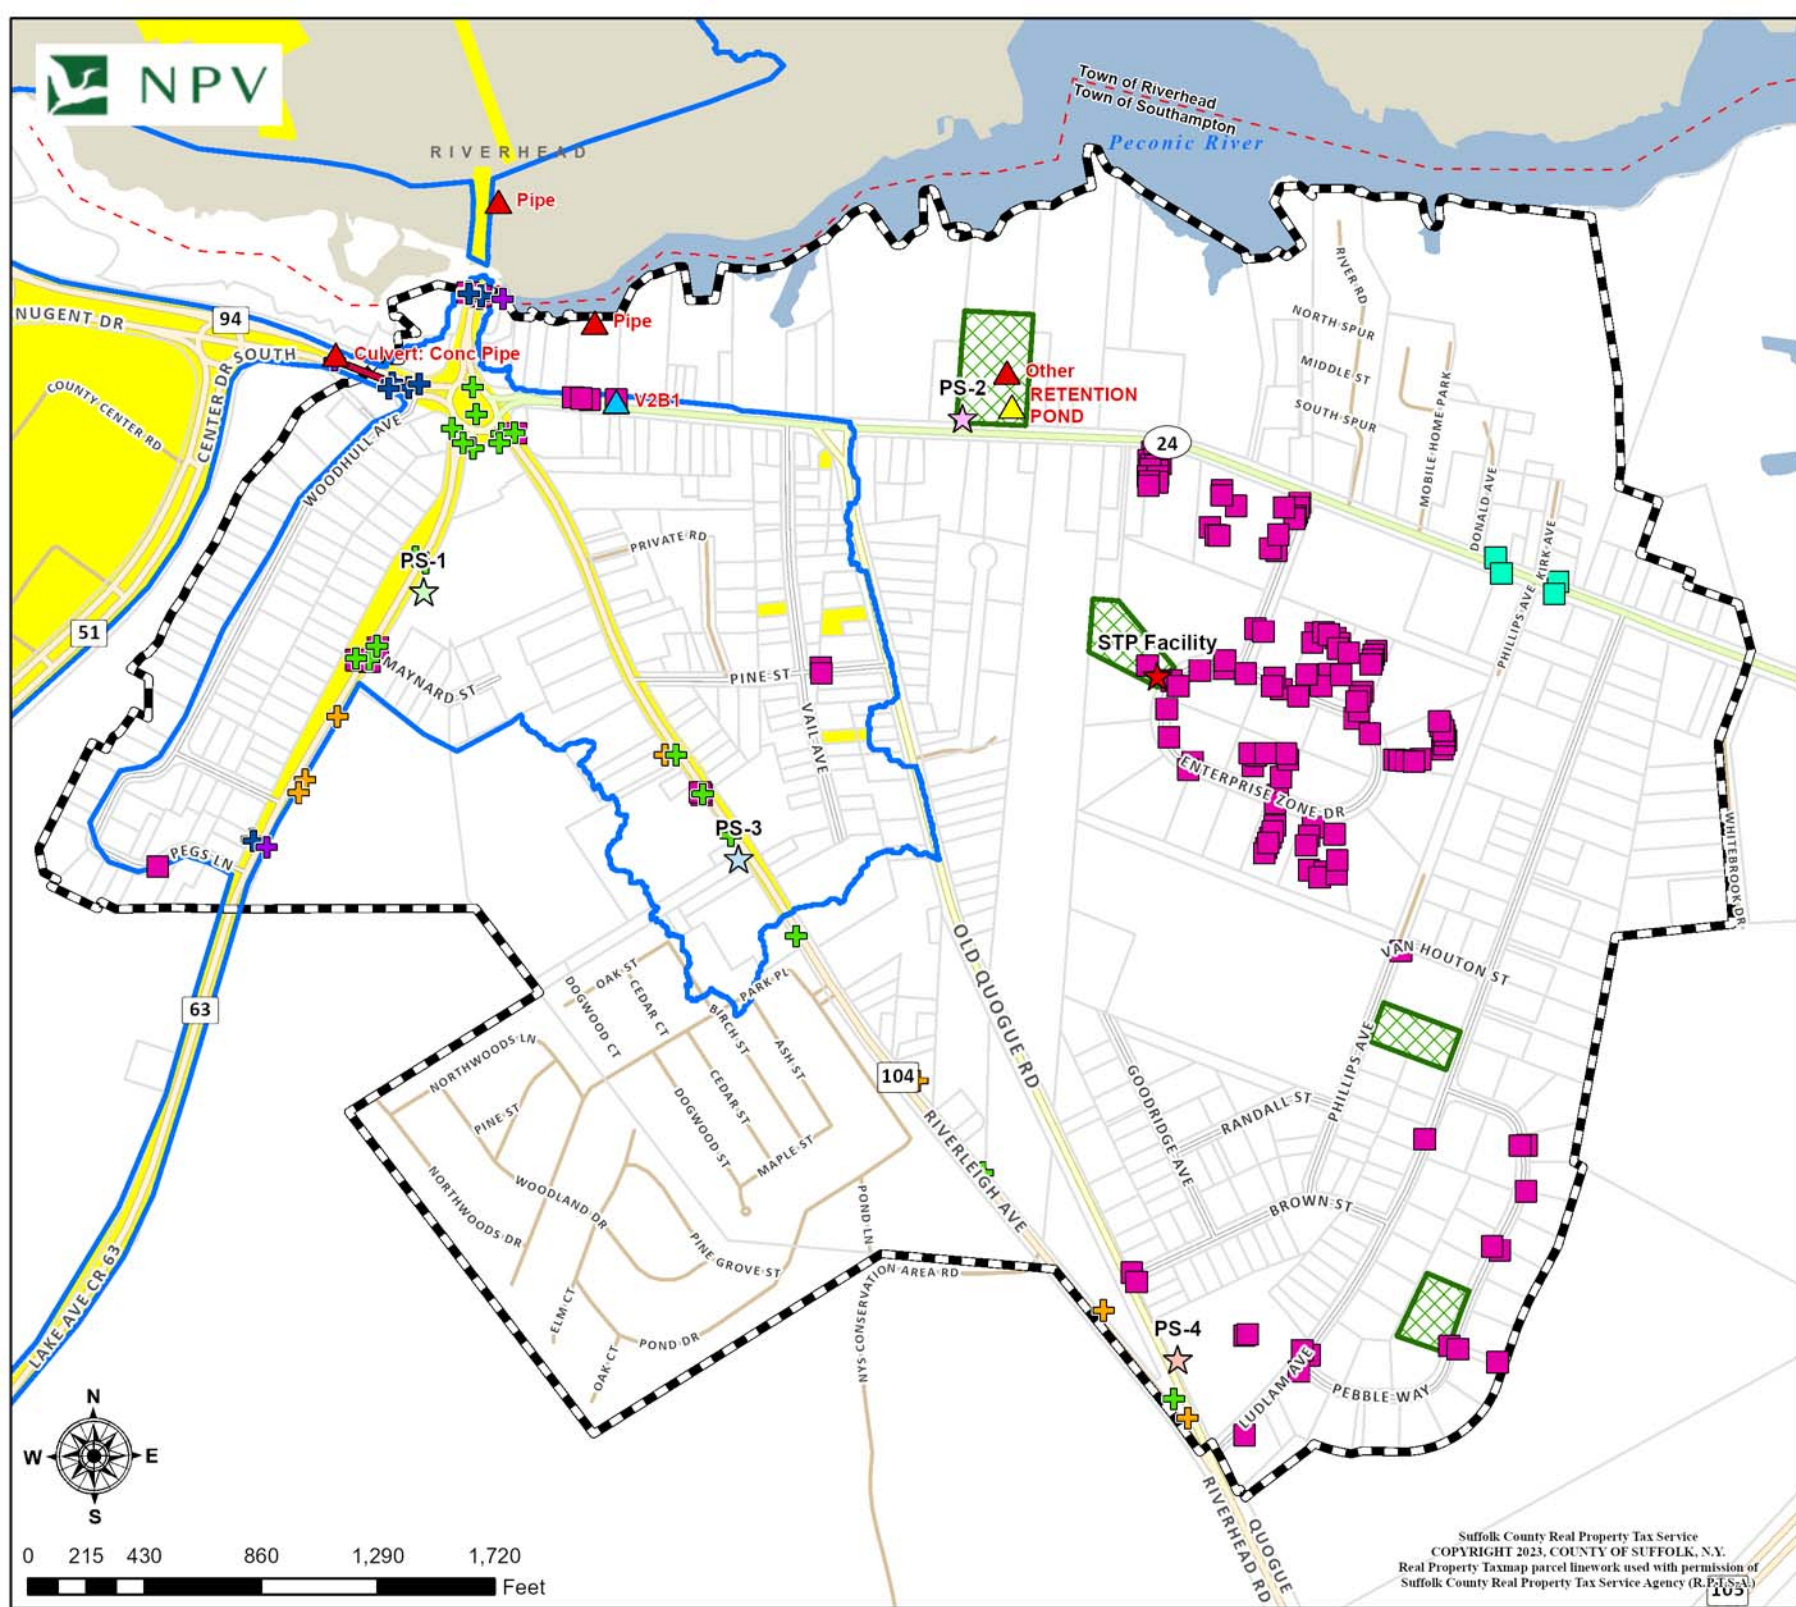 NPV
Town of Riverhead
Town of Southampton
Peconic River
RIVERHEAD
Pipe
Pipe
Culvert: Conc Pipe
V2B1
PS-2
Other
RETENTION
POND
NUGENT DR
94
SOUTH
CENTER DR
COUNTY CENTER RD
WOODHULL AVE
51
RIVER RD
NORTH SPUR
MIDDLE ST
SOUTH SPUR
MOBILE HOME PARK
24
DONALD AVE
KIRK AVE
PHILLIPS AVE
PS-1
PRIVATE RD
MAYNARD ST
PINE ST
VAIL AVE
STP Facility
ENTERPRISE ZONE DR
WHITEBROOK DR
PEGS LN
PS-3
63
OLD QUOGUE RD
VAN HOUTON ST
OAK ST
PARK PL
DOGWOOD CT
CEDAR CT
BIRCH ST
ASH ST
NORTHWOODS LN
PINE ST
CEDAR ST
DOGWOOD ST
MAPLE ST
104
RIVERLEIGH AVE
GOODRIDGE AVE
RANDALL ST
PHILLIPS AVE
BROWN ST
NORTHWOODS DR
WOODLAND DR
PINE GROVE ST
POND LN
NYS CONSERVATION AREA RD
ELM CT
POND DR
OAK CT
LAKE AVE CR 63
PS-4
LUDLAM AVE
PEBBLE WAY
RIVERHEAD RD
QUOGUE
N
W
E
S
0 215 430 860 1,290 1,720
Feet
Suffolk County Real Property Tax Service
COPYRIGHT 2023, COUNTY OF SUFFOLK, N.Y.
Real Property Taxmap parcel linework used with permission of
Suffolk County Real Property Tax Service Agency (R.P.T.S.A.)
105